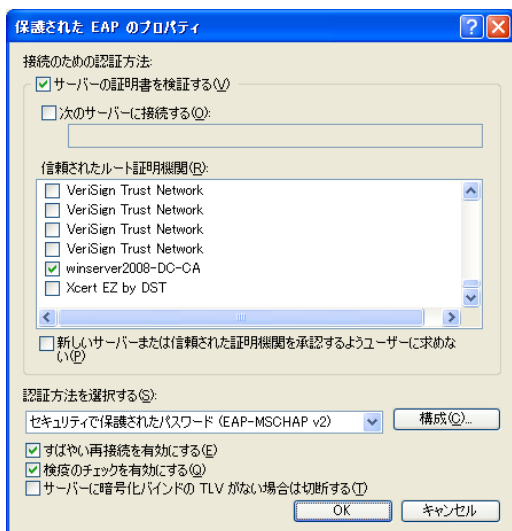 保護された EAP のプロパティ
接続のための認証方法:
サーバーの証明書を検証する(V)
次のサーバーに接続する(O):
信頼されたルート証明機関(R):
VeriSign Trust Network
VeriSign Trust Network
VeriSign Trust Network
VeriSign Trust Network
winserver2008-DC-CA
Xcert EZ by DST
新しいサーバーまたは信頼された証明機関を承認するようユーザーに求めな
い(P)
認証方法を選択する(S):
セキュリティで保護されたパスワード (EAP-MSCHAP v2)
構成(C)...
すばやい再接続を有効にする(E)
検疫のチェックを有効にする(Q)
サーバーに暗号化バインドの TLV がない場合は切断する(T)
OK キャンセル